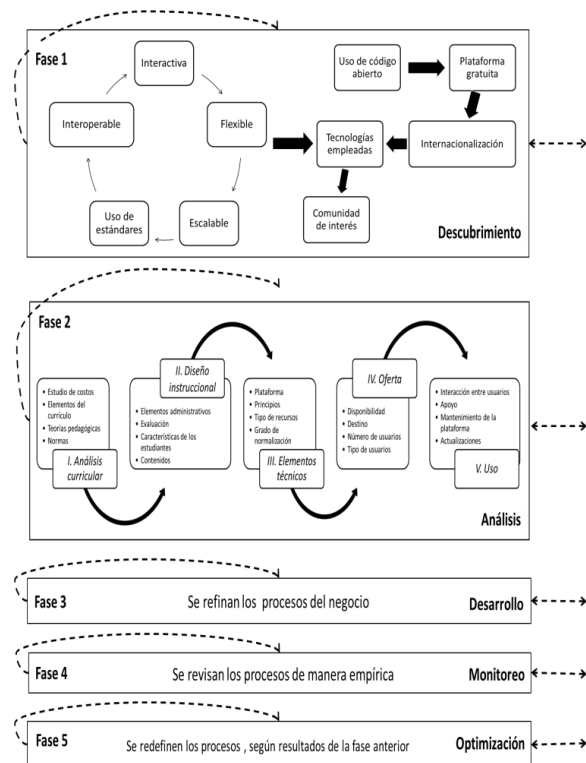 Fase 1
Interactiva
Uso de código
abierto
Plataforma
gratuita
Interoperable
Flexible
Tecnologías
empleadas
Internacionalización
Uso de
estándares
Escalable
Comunidad
de interés
Descubrimiento
Fase 2
II. Diseño
instruccional
IV. Oferta
• Estudio de costos
• Elementos del
currículo
• Teorías pedagógicas
• Normas
I. Análisis
curricular
• Elementos administrativos
• Evaluación
• Características de los
estudiantes
• Contenidos
• Plataforma
• Principios
• Tipo de recursos
• Grado de
normalización
III. Elementos
técnicos
• Disponibilidad
• Destino
• Número de usuarios
• Tipo de usuarios
• Interacción entre usuarios
• Apoyo
• Mantenimiento de la
plataforma
• Actualizaciones
V. Uso
Análisis
Fase 3 Se refinan los procesos del negocio Desarrollo
Fase 4 Se revisan los procesos de manera empírica Monitoreo
Fase 5 Se redefinen los procesos , según resultados de la fase anterior Optimización